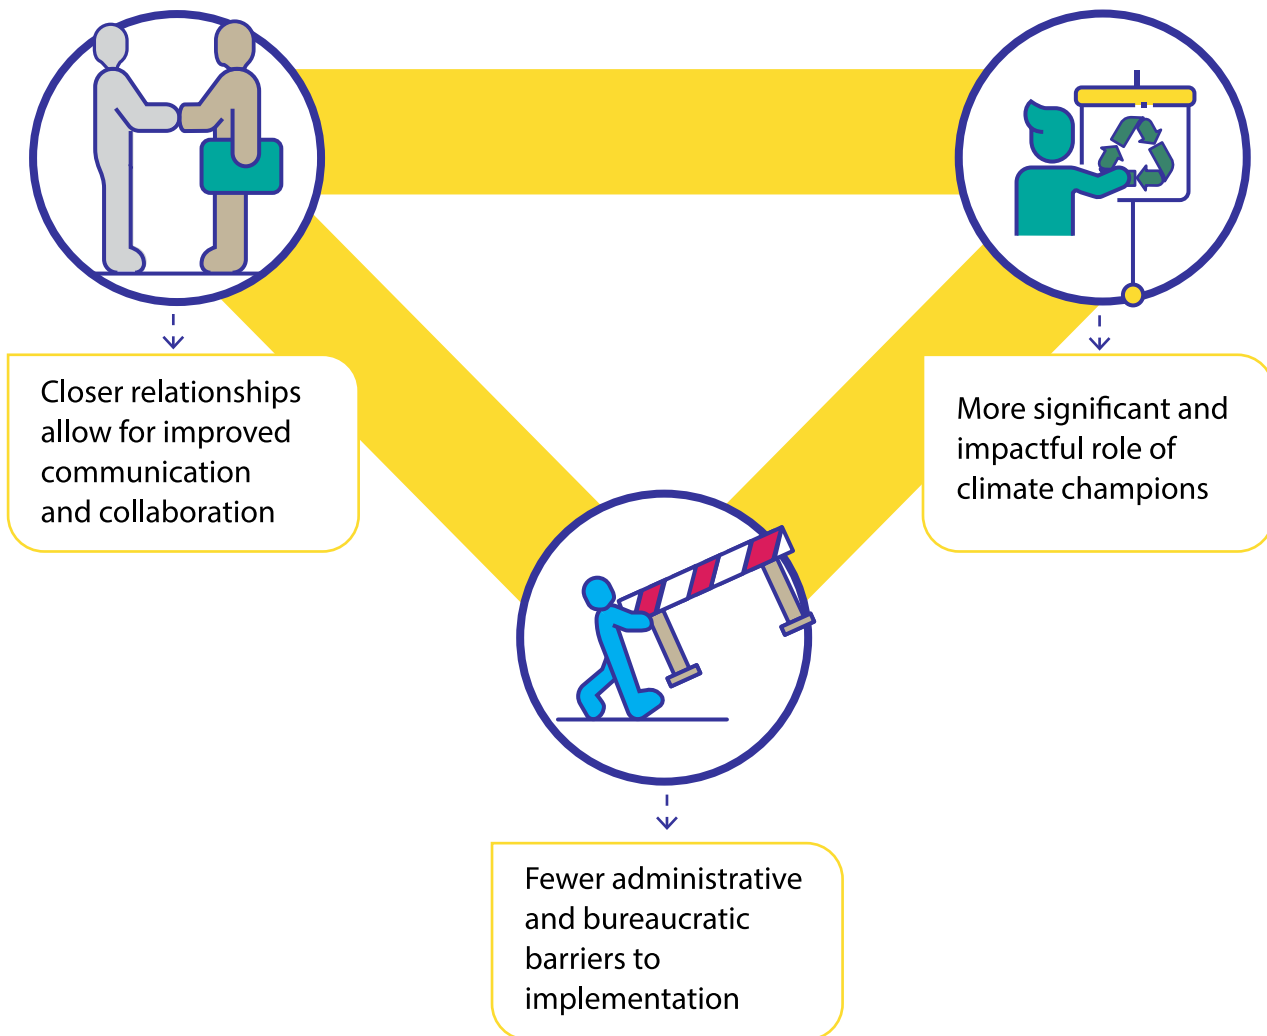 Closer relationships
allow for improved
communication
and collaboration
More significant and
impactful role of
climate champions
Fewer administrative
and bureaucratic
barriers to
implementation